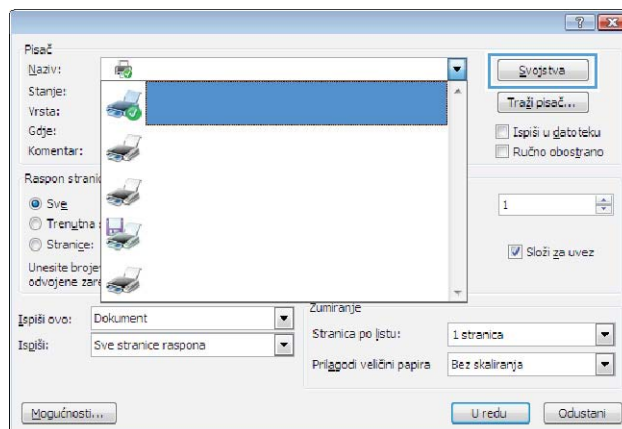 Pisač
Naziv:
Svojstva
Stanje:
Traži pisač...
Vrsta:
Gdje:
Ispiši u datoteku
Komentar:
Ručno obostrano
Raspon strani
Sve
1
Trenutna
Stranice:
Složi za uvez
Unesite broje
odvojene zare
Zumiranje
Ispiši ovo: Dokument
Stranica po listu: 1 stranica
Ispiši: Sve stranice raspona
Prilagodi veličini papira Bez skaliranja
Mogućnosti... U redu Odustani